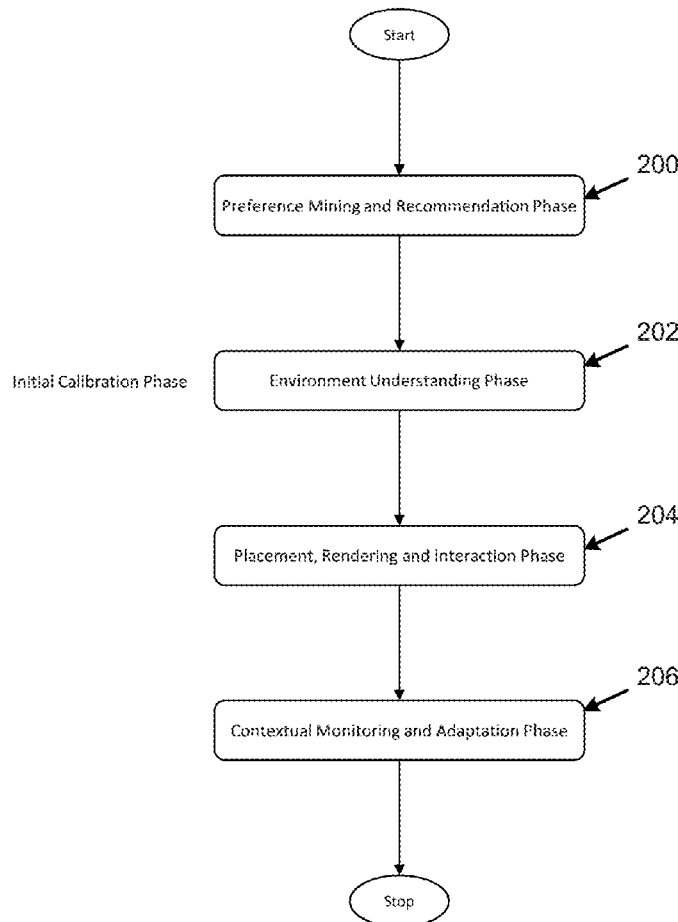 Start
200
Preference Mining and Recommendation Phase
202
Initial Calibration Phase
Environment Understanding Phase
204
Placement, Rendering and Interaction Phase
206
Contextual Monitoring and Adaptation Phase
Stop